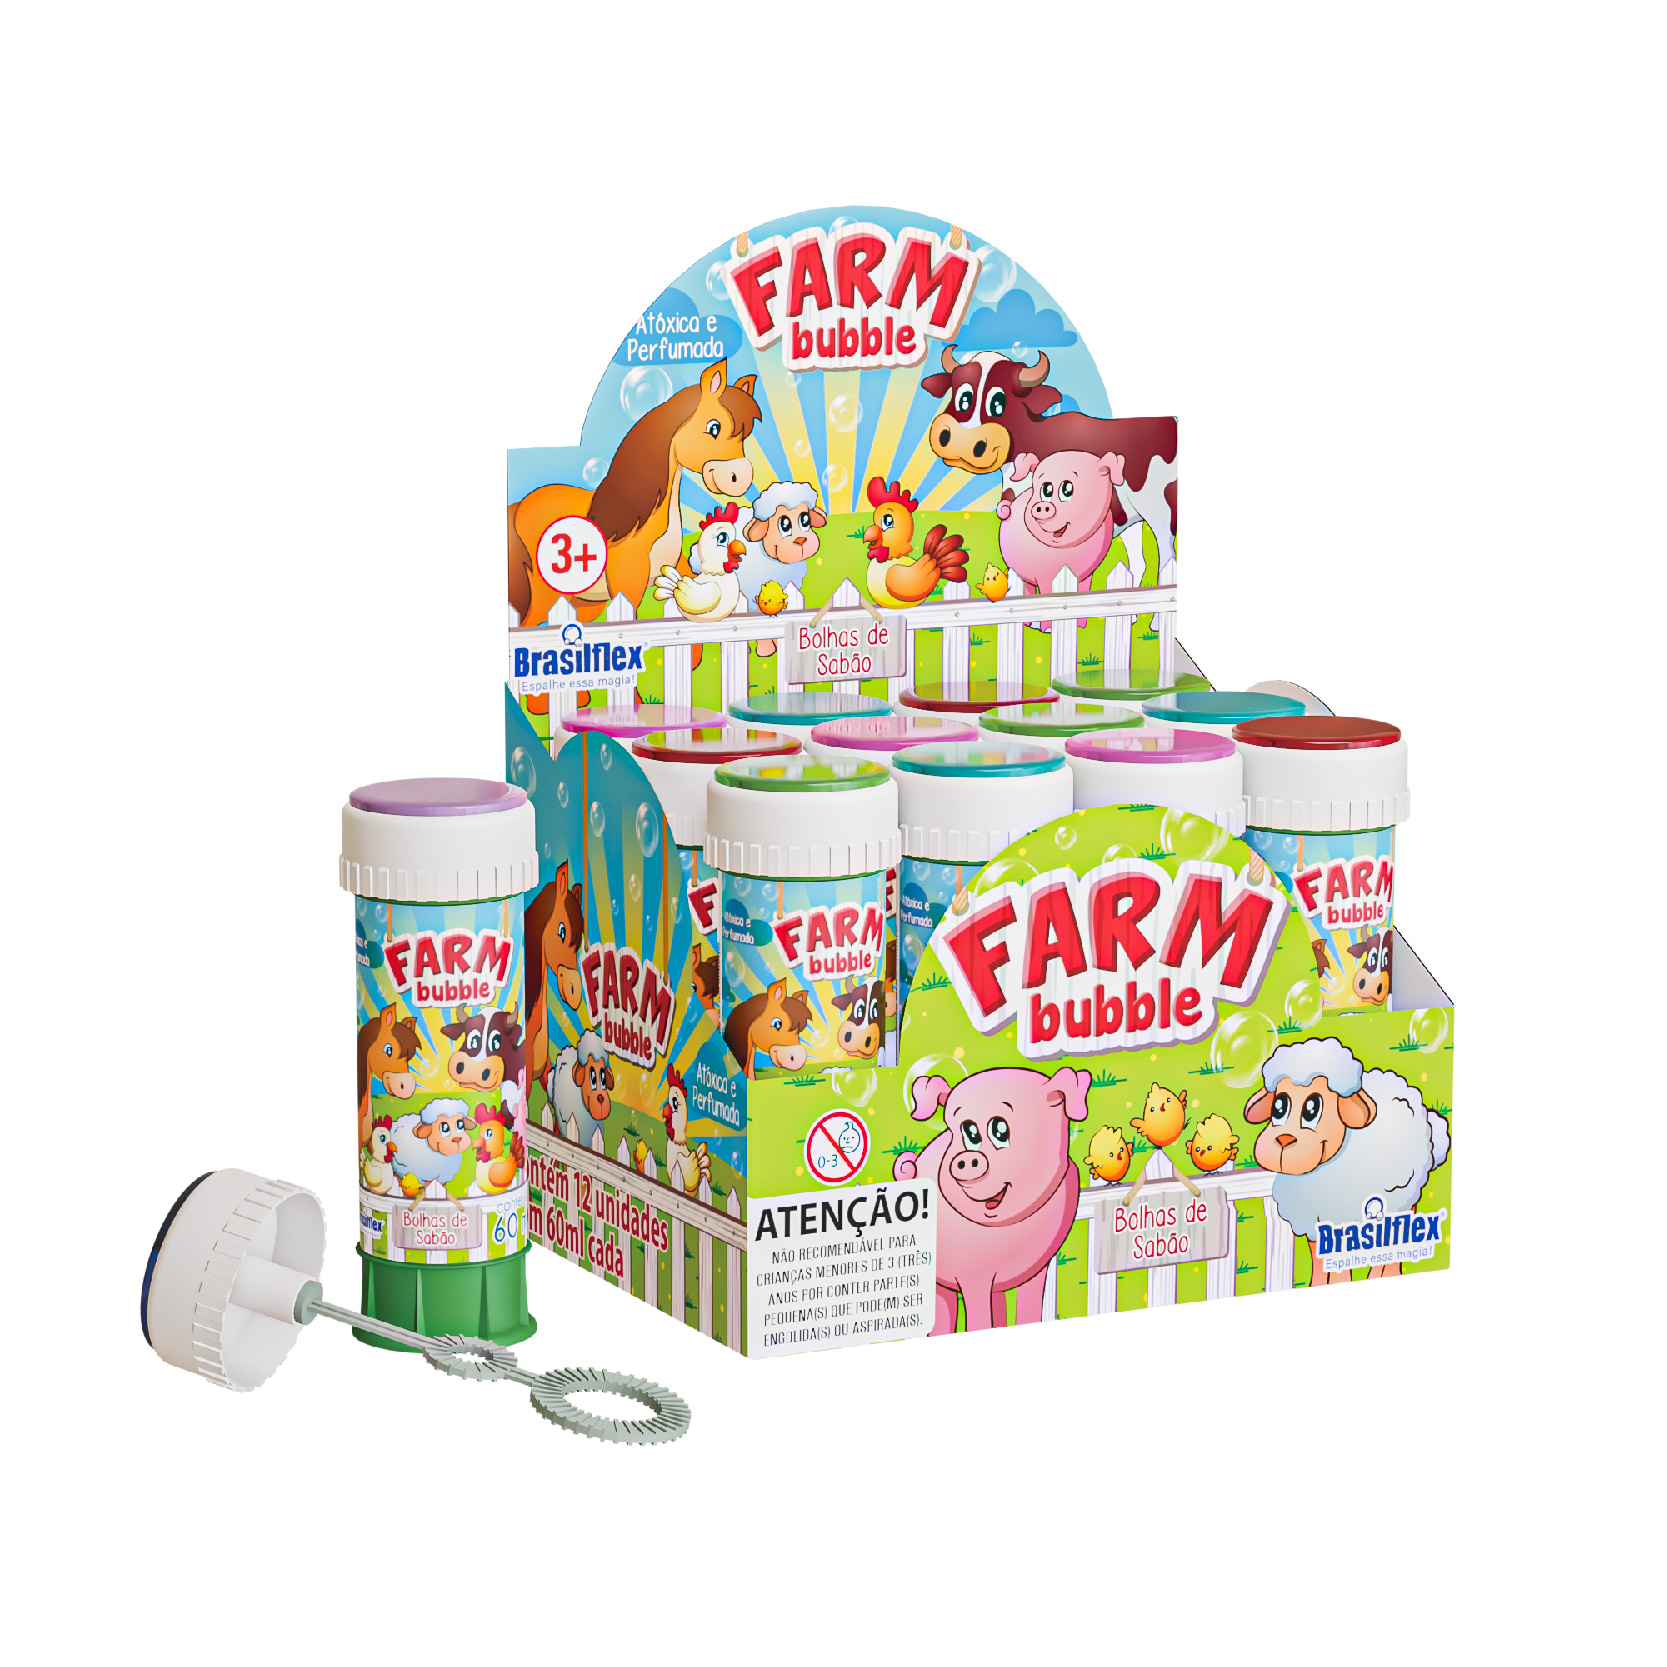 FARM
bubble
Atóxica e
Perfumada
3+
Brasilflex
Espalhe essa magia!
Bolhas de
Sabão
FARM
bubble
Bolhas de
Sabão
60
FARM
bubble
Atóxica e
Perfumada
ontém 12 unidades
m 60ml cada
FARM
bubble
FARM
bubble
FARM
bubble
0-3
ATENÇÃO!
NÃO RECOMENDÁVEL PARA
CRIANÇAS MENORES DE 3 (TRÊS)
ANOS POR CONTER PARTE(S)
PEQUENA(S) QUE PODE(M) SER
ENGOLIDA(S) OU ASPIRADA(S).
Bolhas de
Sabão
Brasilflex
Espalhe essa magia!